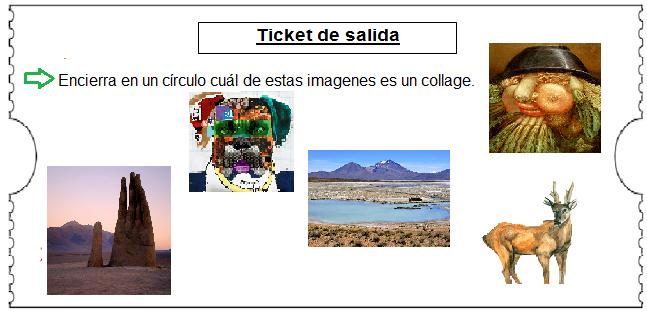 Ticket de salida
Encierra en un círculo cuál de estas imagenes es un collage.